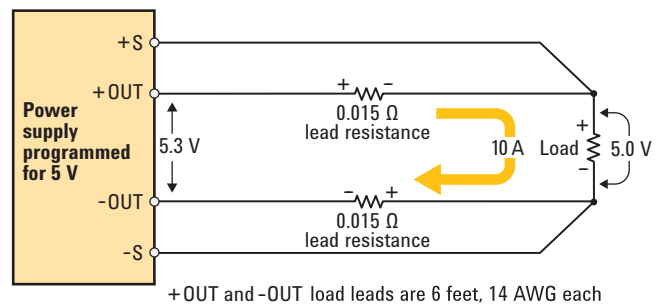 +S
+OUT
Power
supply
programmed
for 5 V
5.3 V
-OUT
-S
+ -
0.015 Ω
lead resistance
10 A
Load
+
-
5.0 V
- +
0.015 Ω
lead resistance
+OUT and -OUT load leads are 6 feet, 14 AWG each